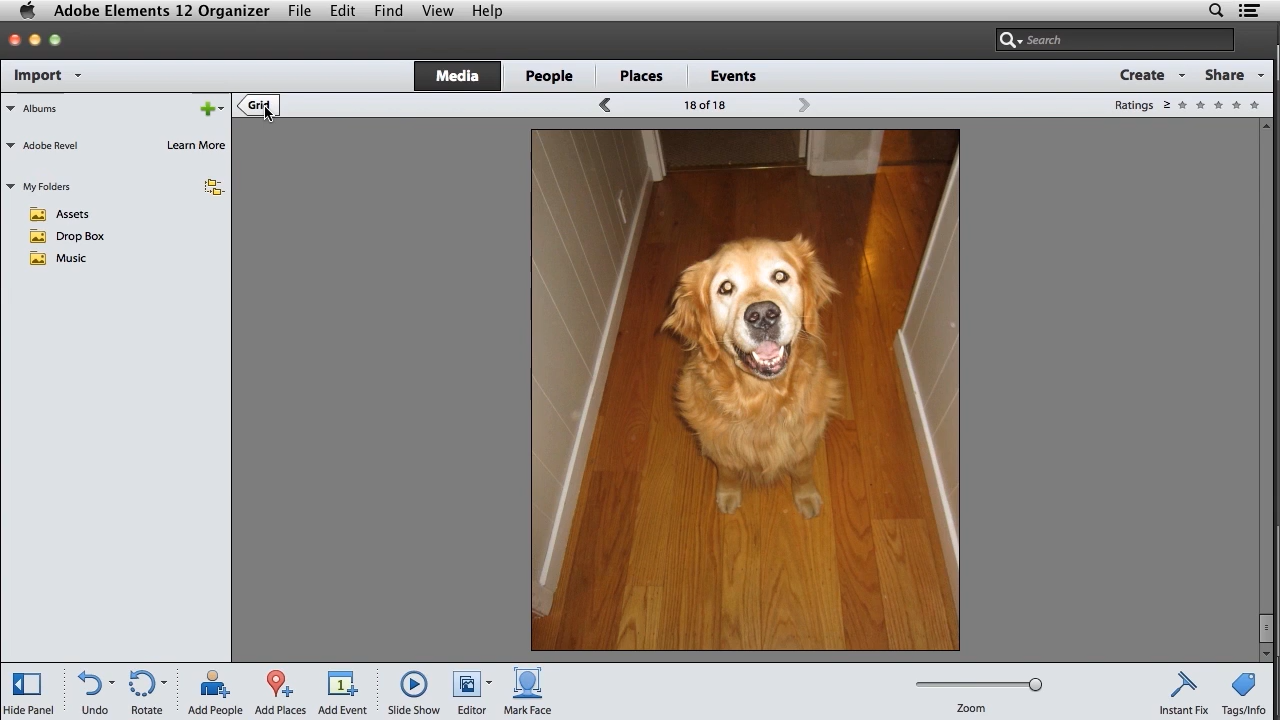 Adobe Elements 12 Organizer File Edit Find View Help
Search
Import Media People Places Events Create Share
Albums
Grid 18 of 18 Ratings ≥
Adobe Revel Learn More
My Folders
Assets
Drop Box
Music
Hide Panel Undo Rotate Add People Add Places 1 Add Event Slide Show Editor Mark Face Zoom Instant Fix Tags/Info